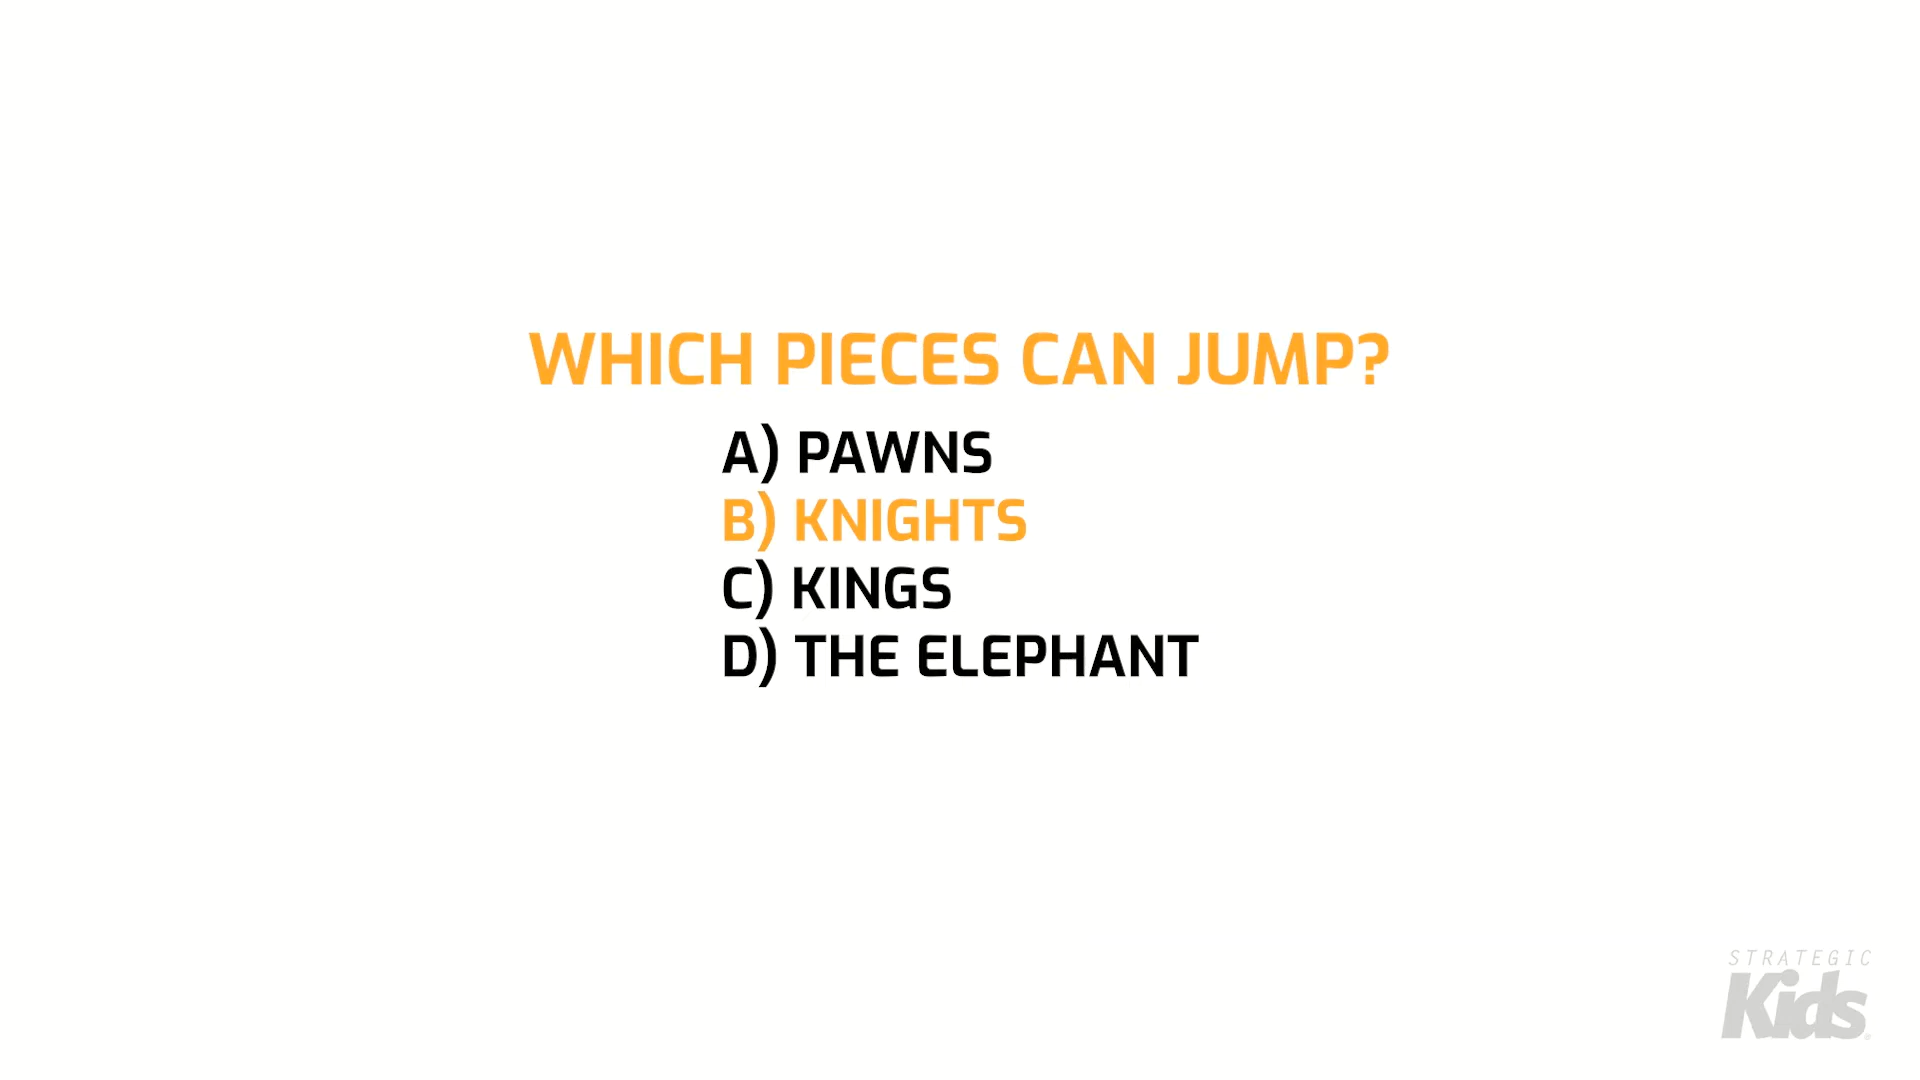 WHICH PIECES CAN JUMP?
A) PAWNS
B) KNIGHTS
C) KINGS
D) THE ELEPHANT
STRATEGIC
Kids